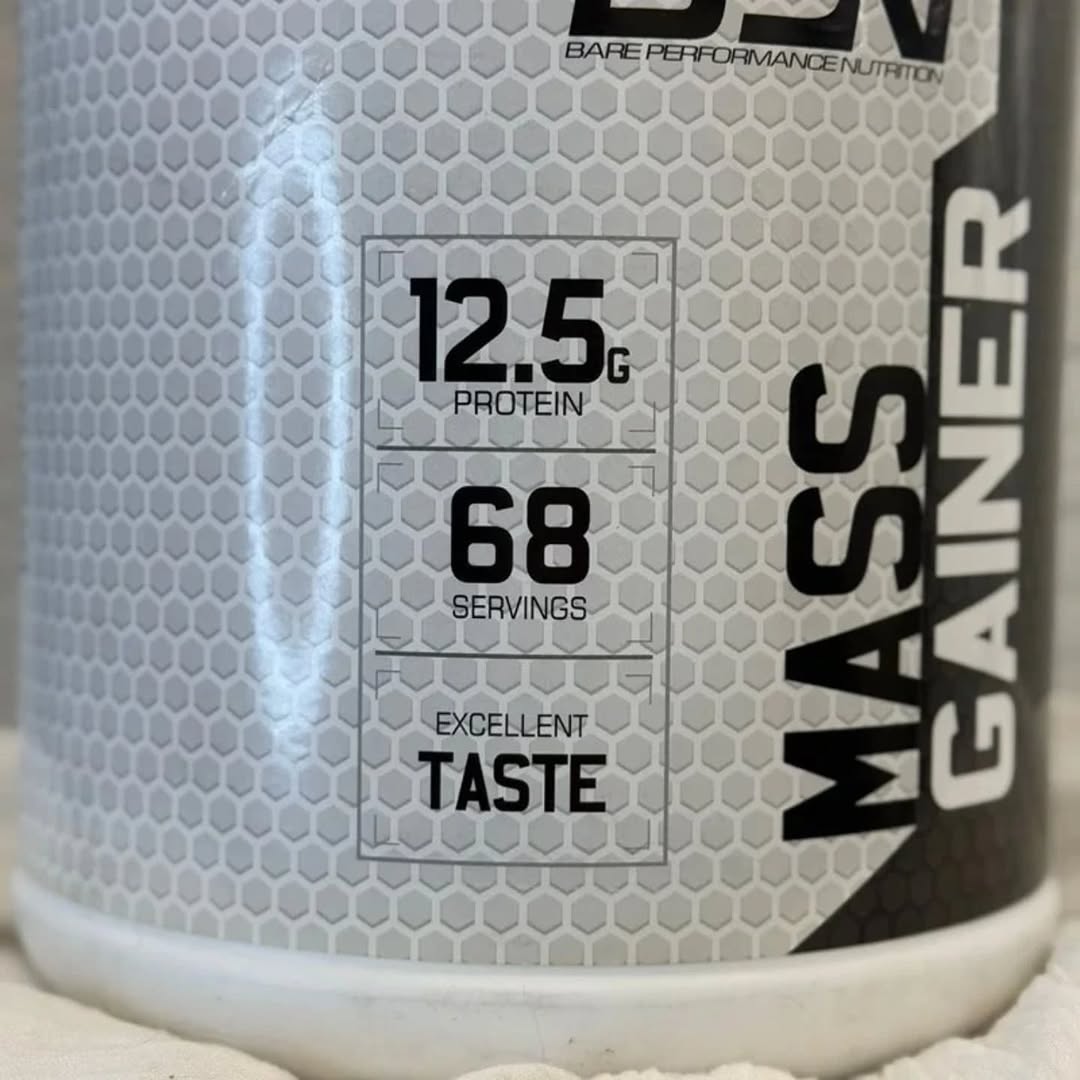 BARE PERFORMANCE NUTRITION
12.5G
PROTEIN
68
SERVINGS
EXCELLENT
TASTE
MASS
GAINER